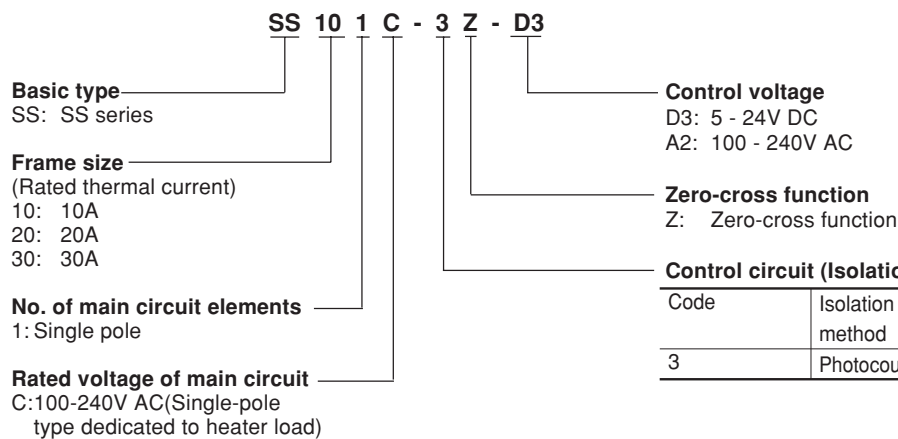 SS 10 1 C - 3 Z - D3
Basic type
SS: SS series
Frame size
(Rated thermal current)
10: 10A
20: 20A
30: 30A
No. of main circuit elements
1: Single pole
Rated voltage of main circuit
C:100-240V AC(Single-pole
type dedicated to heater load)
Control voltage
D3: 5 - 24V DC
A2: 100 - 240V AC
Zero-cross function
Z: Zero-cross function
Control circuit
Code Isolation
method
3